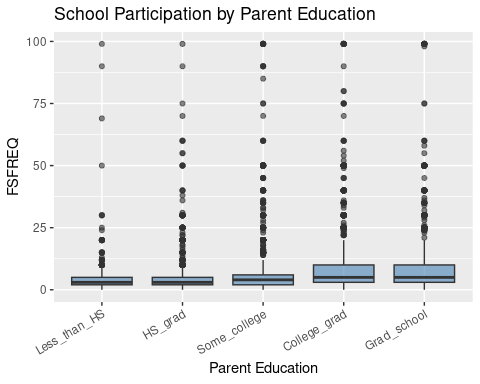 School Participation by Parent Education
FSFREQ
100
75
50
25
0
Less_than_HS
HS_grad
Some_college
College_grad
Grad_school
Parent Education